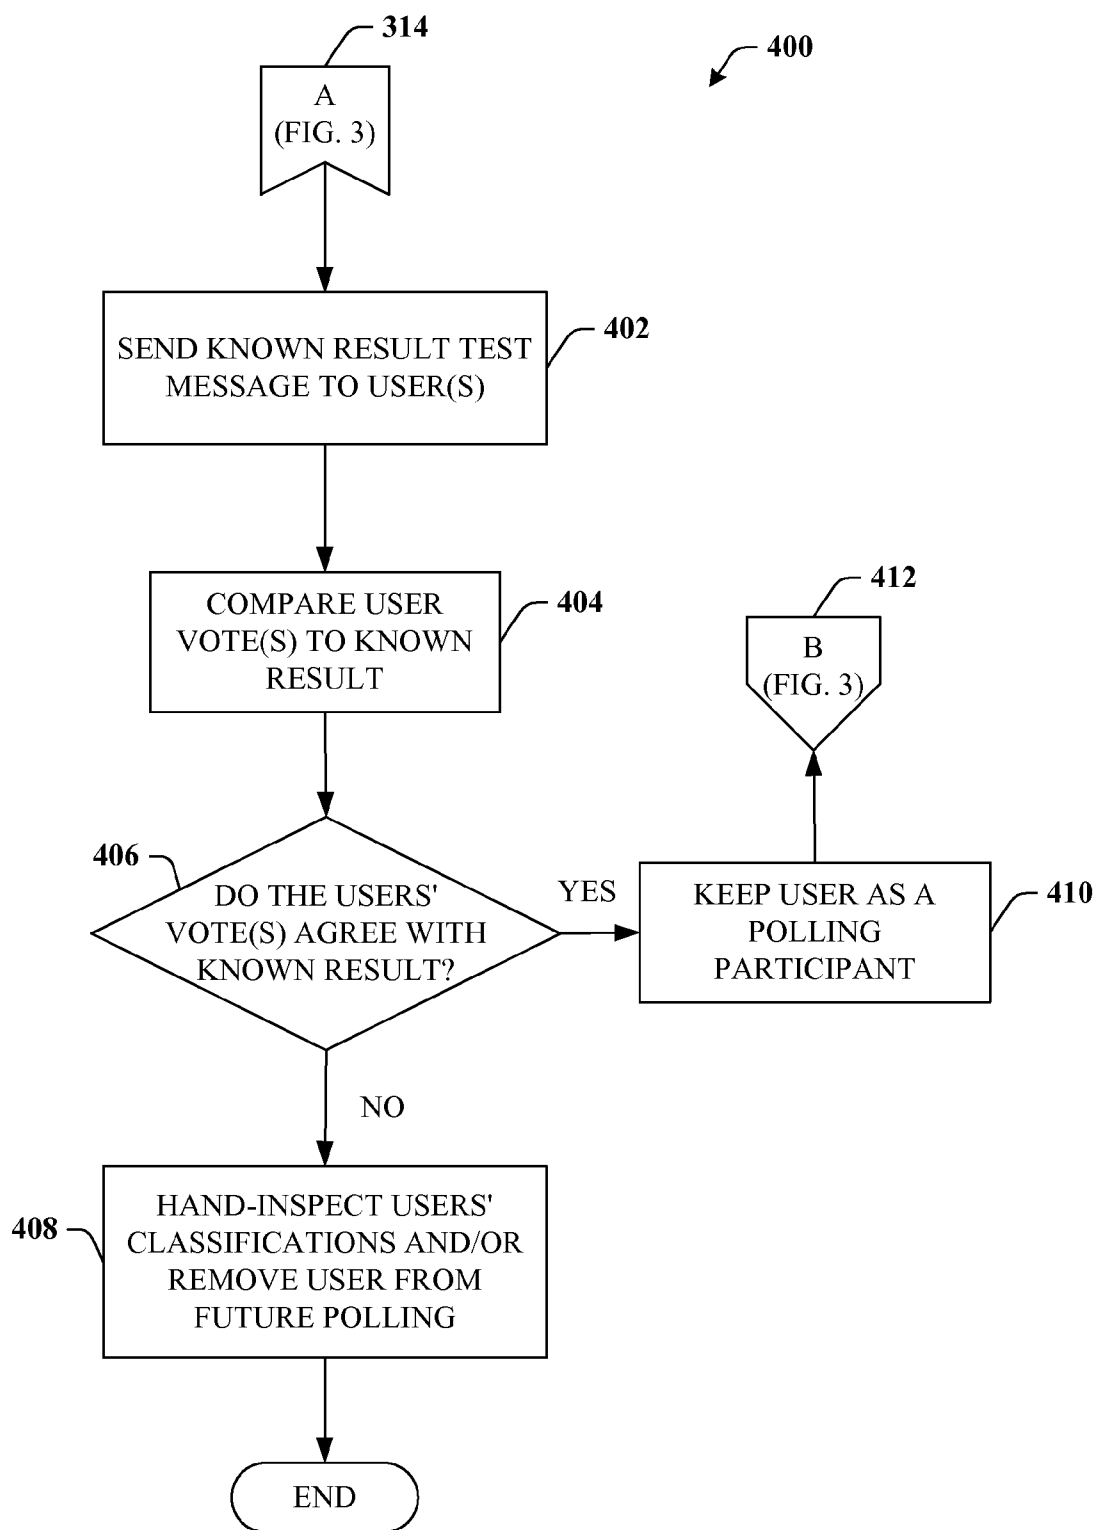 314
400
A
(FIG. 3)
402
SEND KNOWN RESULT TEST
MESSAGE TO USER(S)
404
COMPARE USER
VOTE(S) TO KNOWN
RESULT
412
B
(FIG. 3)
406
DO THE USERS'
VOTE(S) AGREE WITH
KNOWN RESULT?
YES
KEEP USER AS A
POLLING
PARTICIPANT
410
NO
408
HAND-INSPECT USERS'
CLASSIFICATIONS AND/OR
REMOVE USER FROM
FUTURE POLLING
END